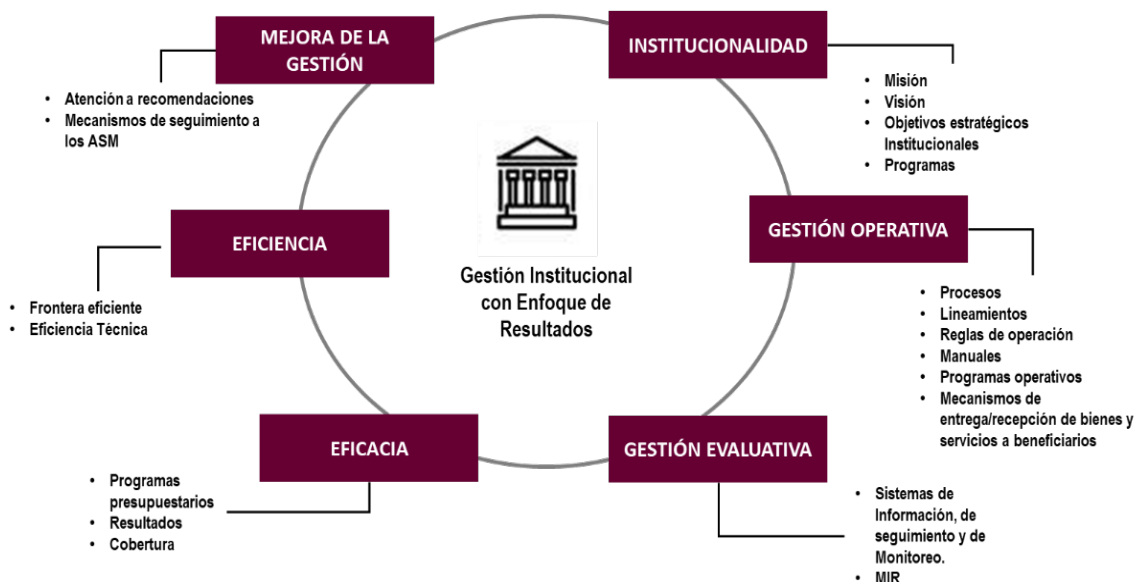 MEJORA DE LA
GESTIÓN
• Atención a recomendaciones
• Mecanismos de seguimiento a
los ASM
INSTITUCIONALIDAD
• Misión
• Visión
• Objetivos estratégicos
Institucionales
• Programas
EFICIENCIA
• Frontera eficiente
• Eficiencia Técnica
Gestión Institucional
con Enfoque de
Resultados
GESTIÓN OPERATIVA
• Procesos
• Lineamientos
• Reglas de operación
• Manuales
• Programas operativos
• Mecanismos de
entrega/recepción de bienes y
servicios a beneficiarios
EFICACIA
• Programas
presupuestarios
• Resultados
• Cobertura
GESTIÓN EVALUATIVA
• Sistemas de
Información, de
seguimiento y de
Monitoreo.
• MIR